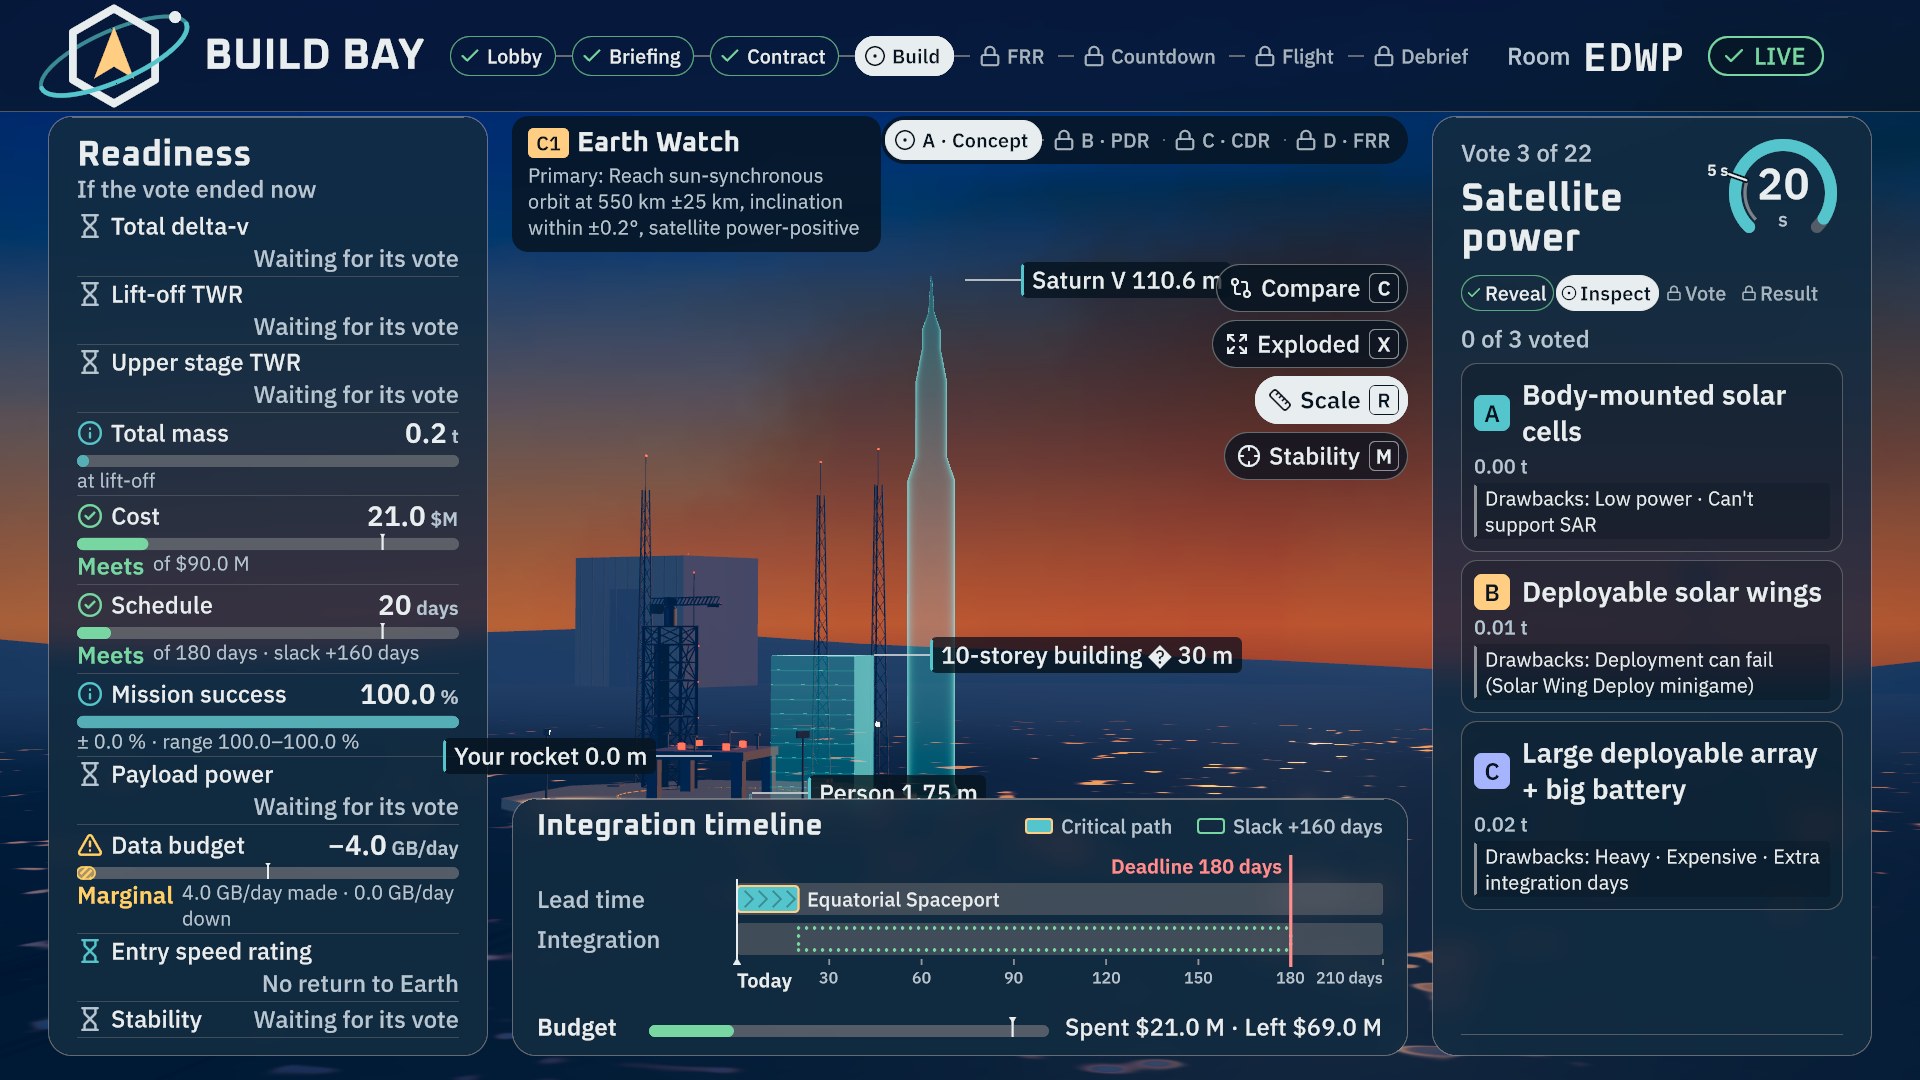 BUILD BAY
Lobby
Briefing
Contract
Build
FRR
Countdown
Flight
Debrief
Room EDWP
LIVE
Readiness
If the vote ended now
Total delta-v
Waiting for its vote
Lift-off TWR
Waiting for its vote
Upper stage TWR
Waiting for its vote
Total mass 0.2 t
at lift-off
Cost 21.0 $M
Meets of $90.0 M
Schedule 20 days
Meets of 180 days · slack +160 days
Mission success 100.0 %
± 0.0 % · range 100.0–100.0 %
Payload power
Waiting for its vote
Data budget −4.0 GB/day
Marginal 4.0 GB/day made · 0.0 GB/day
down
Entry speed rating
No return to Earth
Stability Waiting for its vote
C1 Earth Watch
Primary: Reach sun-synchronous
orbit at 550 km ±25 km, inclination
within ±0.2°, satellite power-positive
A · Concept
B · PDR
C · CDR
D · FRR
Saturn V 110.6 m
Compare C
Exploded X
Scale R
Stability M
10-storey building � 30 m
Your rocket 0.0 m
Person 1.75 m
Integration timeline
Critical path
Slack +160 days
Deadline 180 days
Lead time
Equatorial Spaceport
Integration
Today 30 60 90 120 150 180 210 days
Budget
Spent $21.0 M · Left $69.0 M
Vote 3 of 22
Satellite
power
5 s
20
s
Reveal
Inspect
Vote
Result
0 of 3 voted
A Body-mounted solar
cells
0.00 t
Drawbacks: Low power · Can't
support SAR
B Deployable solar wings
0.01 t
Drawbacks: Deployment can fail
(Solar Wing Deploy minigame)
C Large deployable array
+ big battery
0.02 t
Drawbacks: Heavy · Expensive · Extra
integration days